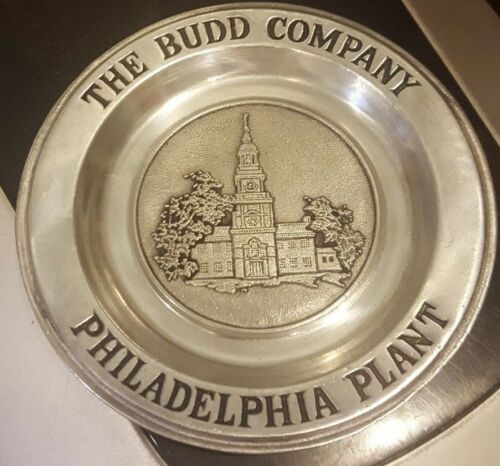 THE BUDD COMPANY
PHILADELPHIA PLANT